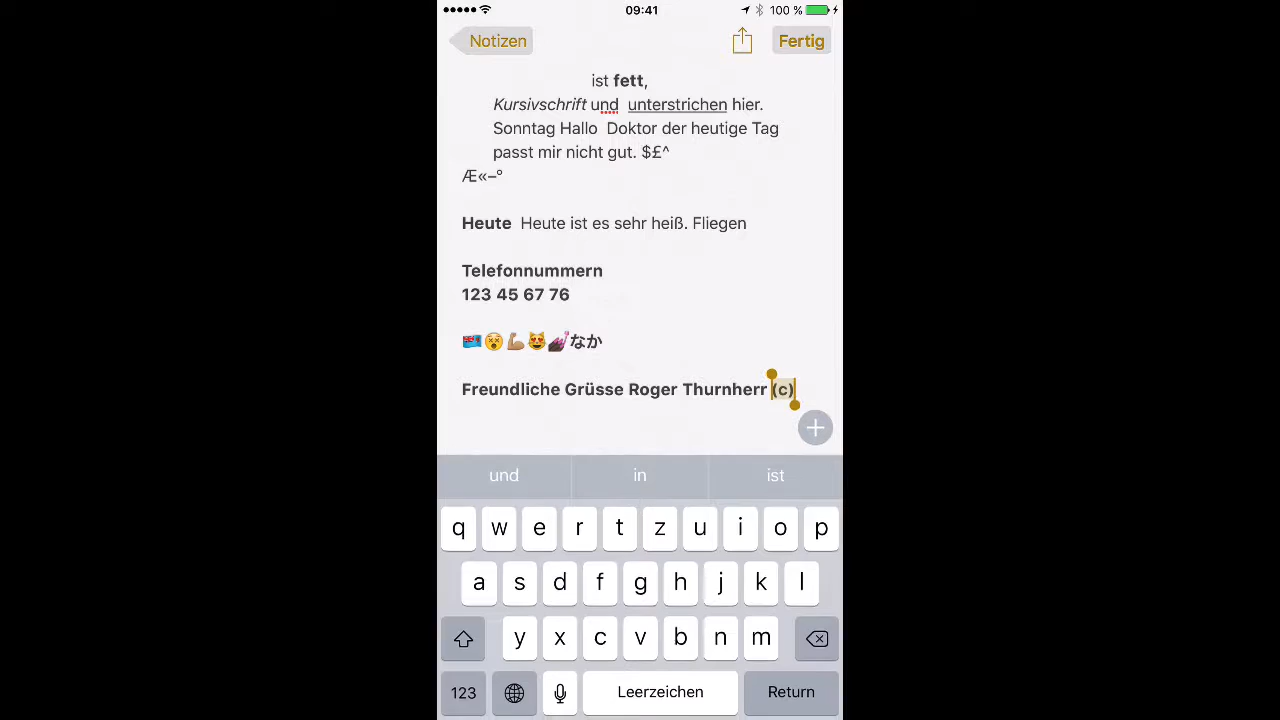 09:41
100 %
Notizen
Fertig
ist fett,
Kursivschrift und unterstrichen hier.
Sonntag Hallo Doktor der heutige Tag
passt mir nicht gut. $£^
Æ«–°
Heute Heute ist es sehr heiß. Fliegen
Telefonnummern
123 45 67 76
🇫🇯😵💪🏽😻💅🏿なか
Freundliche Grüsse Roger Thurnherr (c)
und in ist
q w e r t z u i o p
a s d f g h j k l
y x c v b n m
123 Leerzeichen Return